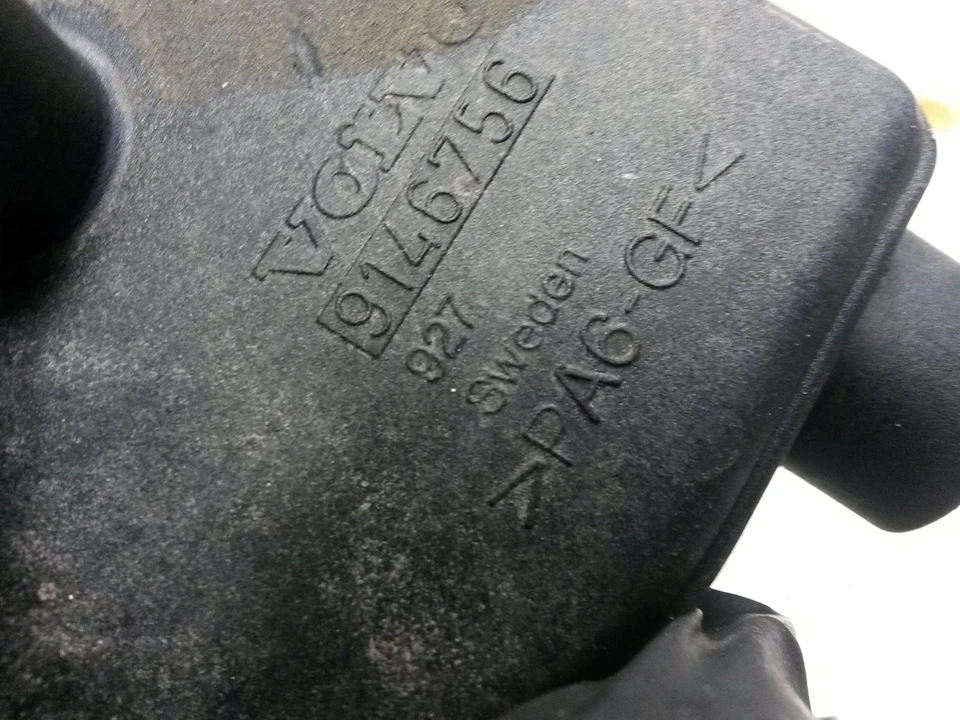 VOLVO
9146756
927
Sweden
>PA6-GF<